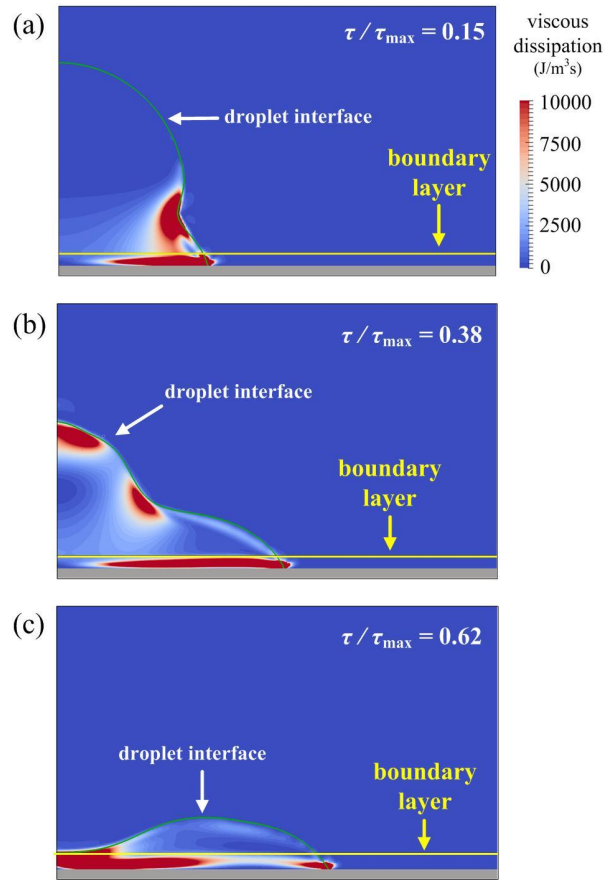 (a)
τ / τmax = 0.15
droplet interface
boundary
layer
viscous
dissipation
(J/m³s)
10000
7500
5000
2500
0
(b)
τ / τmax = 0.38
droplet interface
boundary
layer
(c)
τ / τmax = 0.62
droplet interface
boundary
layer